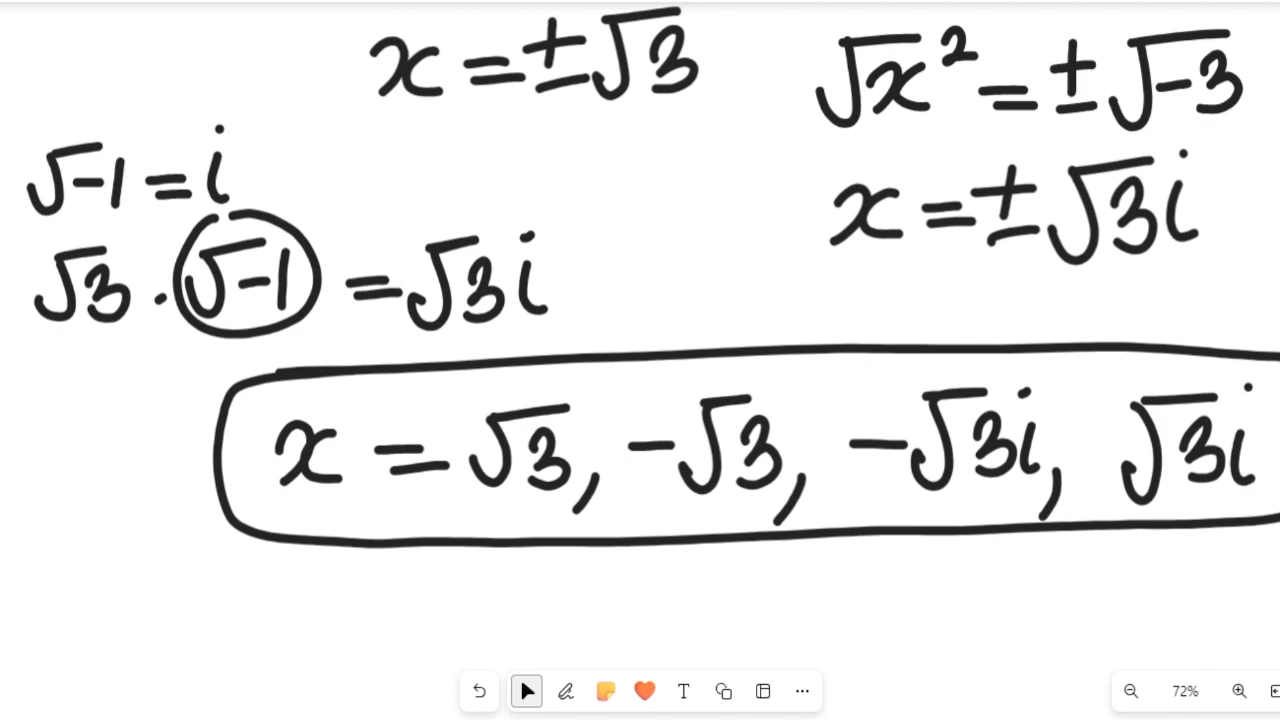 x = ±√3
√x² = ±√-3
√-1 = i
x = ±√3i
√3 · √-1 = √3i
x = √3, -√3, -√3i, √3i
T
72%